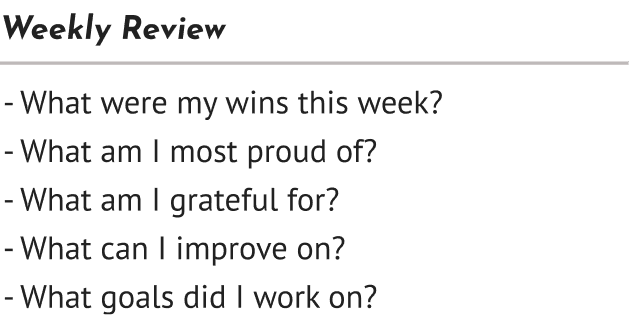 Weekly Review
- What were my wins this week?
- What am I most proud of?
- What am I grateful for?
- What can I improve on?
- What goals did I work on?